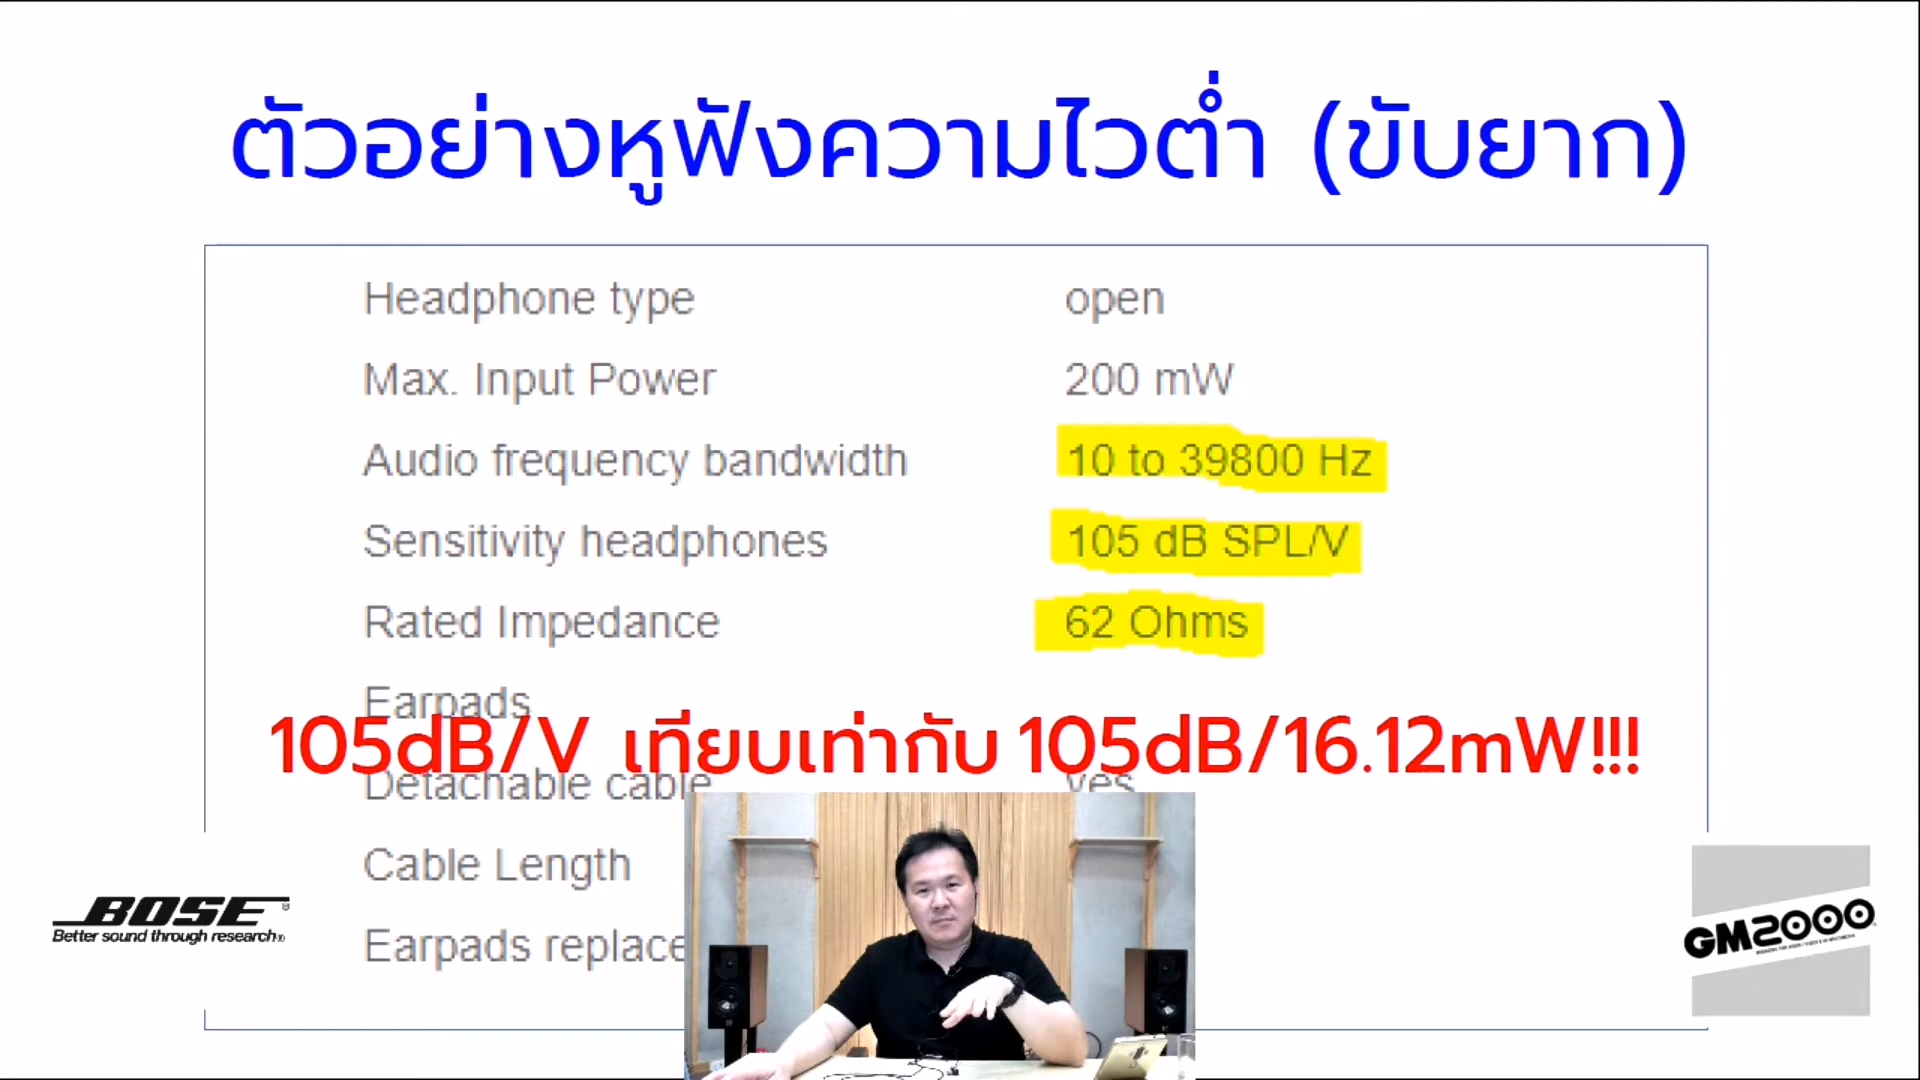 ตัวอย่างหูฟังความไวต่ำ (ขับยาก)
Headphone type open
Max. Input Power 200 mW
Audio frequency bandwidth 10 to 39800 Hz
Sensitivity headphones 105 dB SPL/V
Rated Impedance 62 Ohms
Earpads
105dB/V เทียบเท่ากับ 105dB/16.12mW!!!
Detachable cable yes
Cable Length
Earpads replace
BOSE
Better sound through research
GM2000